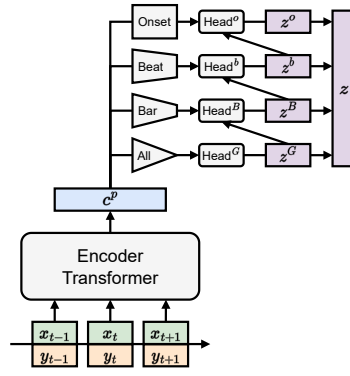 Onset Head^o z^o
Beat Head^b z^b
z
Bar Head^B z^B
All Head^G z^G
c^p
Encoder
Transformer
x_{t-1} x_t x_{t+1}
y_{t-1} y_t y_{t+1}